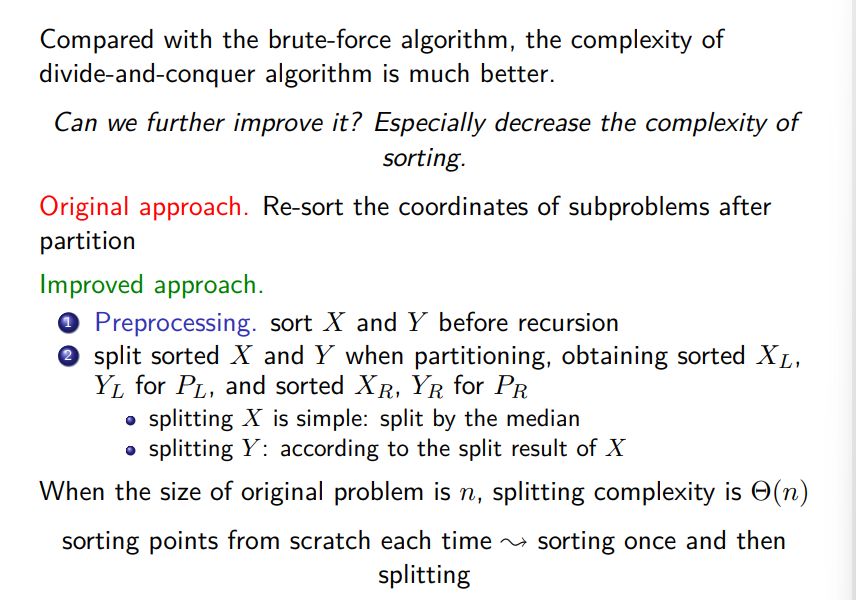 Compared with the brute-force algorithm, the complexity of
divide-and-conquer algorithm is much better.
Can we further improve it? Especially decrease the complexity of
sorting.
Original approach. Re-sort the coordinates of subproblems after
partition
Improved approach.
1 Preprocessing. sort X and Y before recursion
2 split sorted X and Y when partitioning, obtaining sorted X_L,
Y_L for P_L, and sorted X_R, Y_R for P_R
• splitting X is simple: split by the median
• splitting Y: according to the split result of X
When the size of original problem is n, splitting complexity is Θ(n)
sorting points from scratch each time ⇝ sorting once and then
splitting